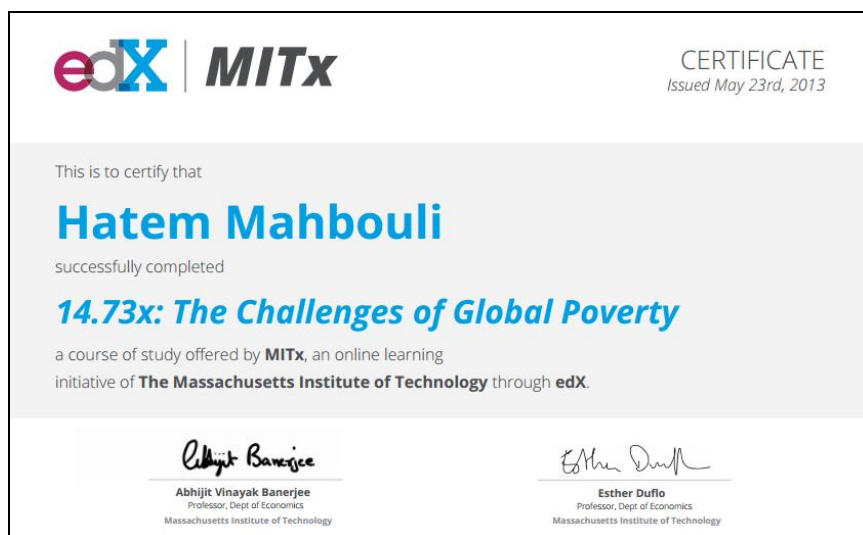 edX | MITx
CERTIFICATE
Issued May 23rd, 2013
This is to certify that
Hatem Mahbouli
successfully completed
14.73x: The Challenges of Global Poverty
a course of study offered by MITx, an online learning
initiative of The Massachusetts Institute of Technology through edX.
Abhijit Banerjee
Abhijit Vinayak Banerjee
Professor, Dept of Economics
Massachusetts Institute of Technology
Esther Duflo
Esther Duflo
Professor, Dept of Economics
Massachusetts Institute of Technology